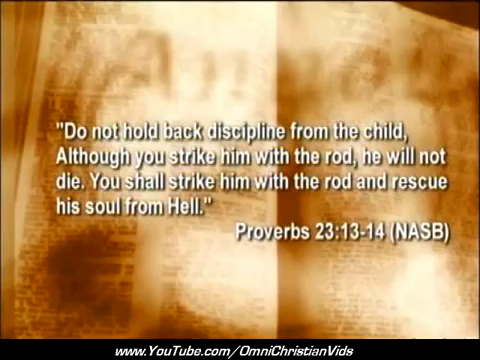 "Do not hold back discipline from the child,
Although you strike him with the rod, he will not
die. You shall strike him with the rod and rescue
his soul from Hell."
Proverbs 23:13-14 (NASB)
www.YouTube.com/OmniChristianVids